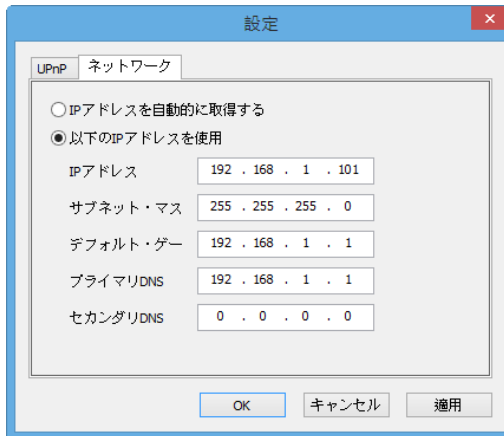 設定
×
UPnP ネットワーク
IPアドレスを自動的に取得する
以下のIPアドレスを使用
IPアドレス 192 . 168 . 1 . 101
サブネット・マス 255 . 255 . 255 . 0
デフォルト・ゲー 192 . 168 . 1 . 1
プライマリDNS 192 . 168 . 1 . 1
セカンダリDNS 0 . 0 . 0 . 0
OK キャンセル 適用